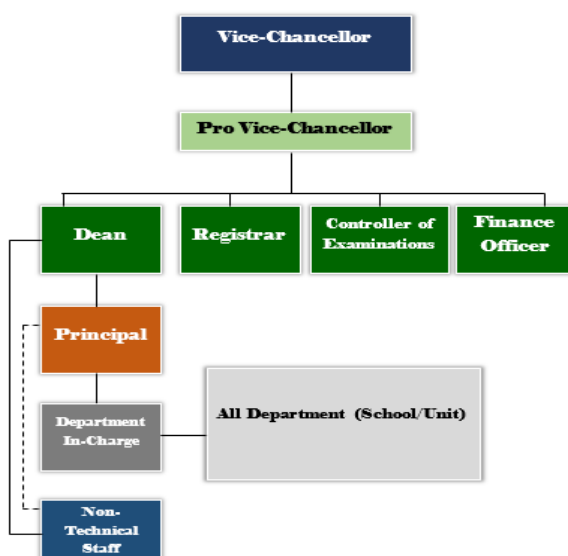 Vice-Chancellor
Pro Vice-Chancellor
Dean
Registrar
Controller of
Examinations
Finance
Officer
Principal
Department
In-Charge
All Department (School/Unit)
Non-
Technical
Staff